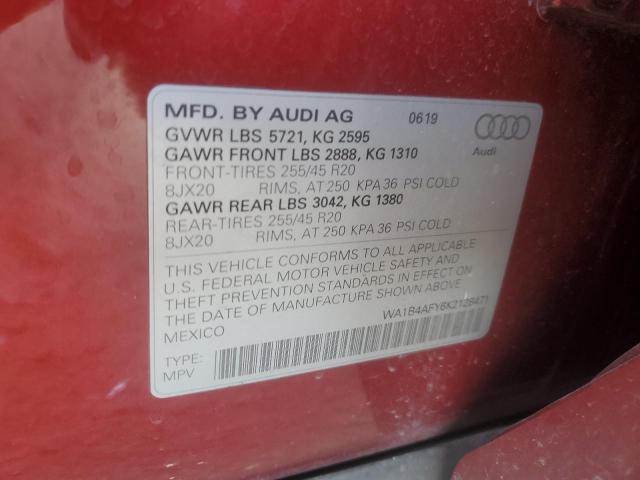 MFD. BY AUDI AG 0619
GVWR LBS 5721, KG 2595
GAWR FRONT LBS 2888, KG 1310
FRONT-TIRES 255/45 R20
8JX20 RIMS, AT 250 KPA 36 PSI COLD
GAWR REAR LBS 3042, KG 1380
REAR-TIRES 255/45 R20
8JX20 RIMS, AT 250 KPA 36 PSI COLD
Audi
THIS VEHICLE CONFORMS TO ALL APPLICABLE
U.S. FEDERAL MOTOR VEHICLE SAFETY AND
THEFT PREVENTION STANDARDS IN EFFECT ON
THE DATE OF MANUFACTURE SHOWN ABOVE
MEXICO
WA1B4AFY6K2128471
TYPE:
MPV